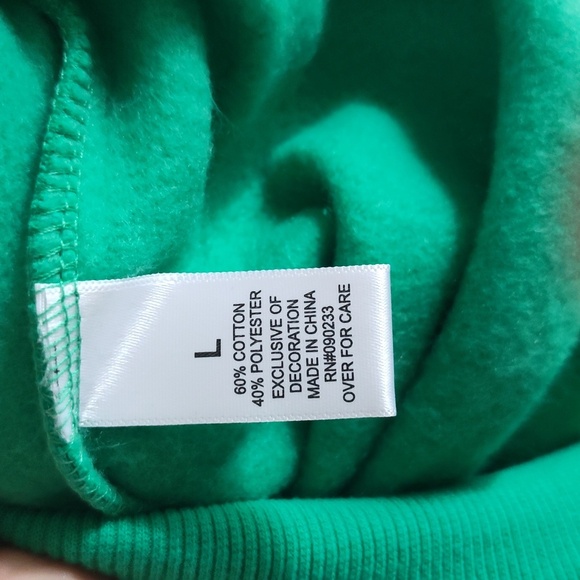 L
60% COTTON
40% POLYESTER
EXCLUSIVE OF
DECORATION
MADE IN CHINA
RN#090233
OVER FOR CARE